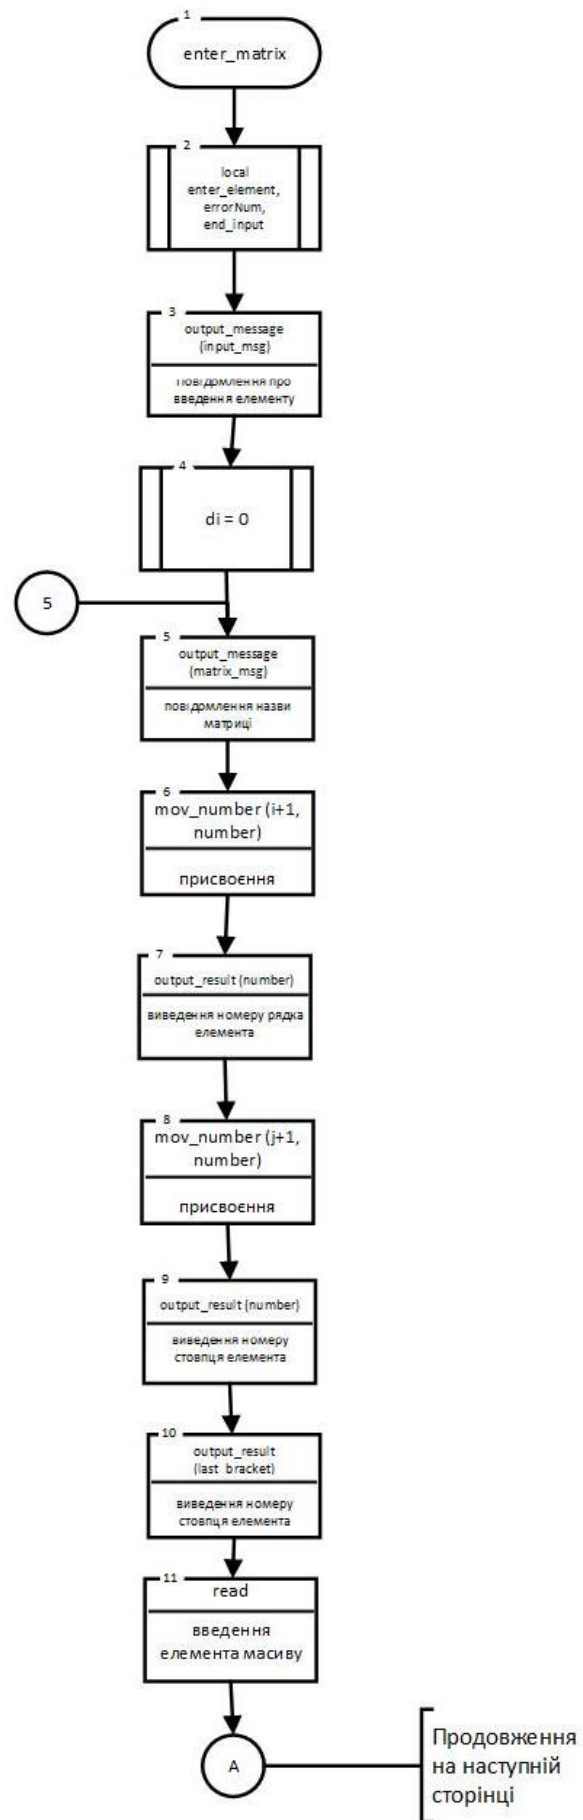 1
enter_matrix
2
local
enter_element,
errorNum,
end_input
3
output_message
(input_msg)
повідомлення про
введення елементу
4
di = 0
5
5
output_message
(matrix_msg)
повідомлення назви
матриці
6
mov_number (i+1,
number)
присвоєння
7
output_result (number)
виведення номеру рядка
елемента
8
mov_number (j+1,
number)
присвоєння
9
output_result (number)
виведення номеру
стовпця елемента
10
output_result
(last_bracket)
виведення номеру
стовпця елемента
11
read
введення
елемента масиву
A
Продовження
на наступній
сторінці